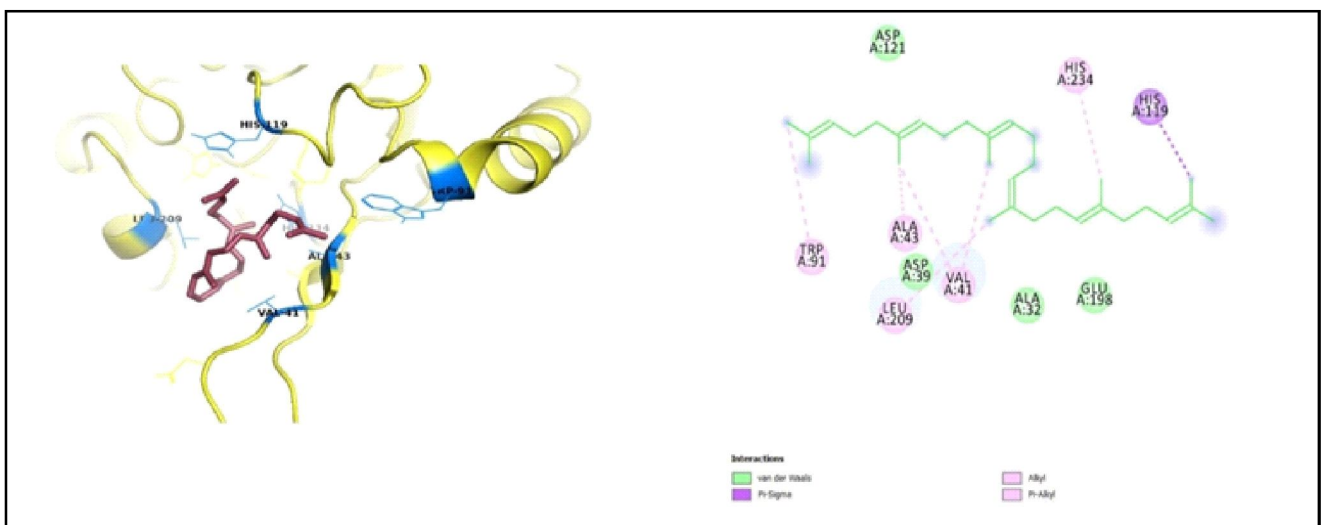 HIS-119
VAL-41
ASP
A:121
HIS
A:234
HIS
A:119
TRP
A:91
ALA
A:43
ASP
A:39
VAL
A:41
LEU
A:209
ALA
A:32
GLU
A:198
Interactions
van der Waals
Pi-Sigma
Alkyl
Pi-Alkyl